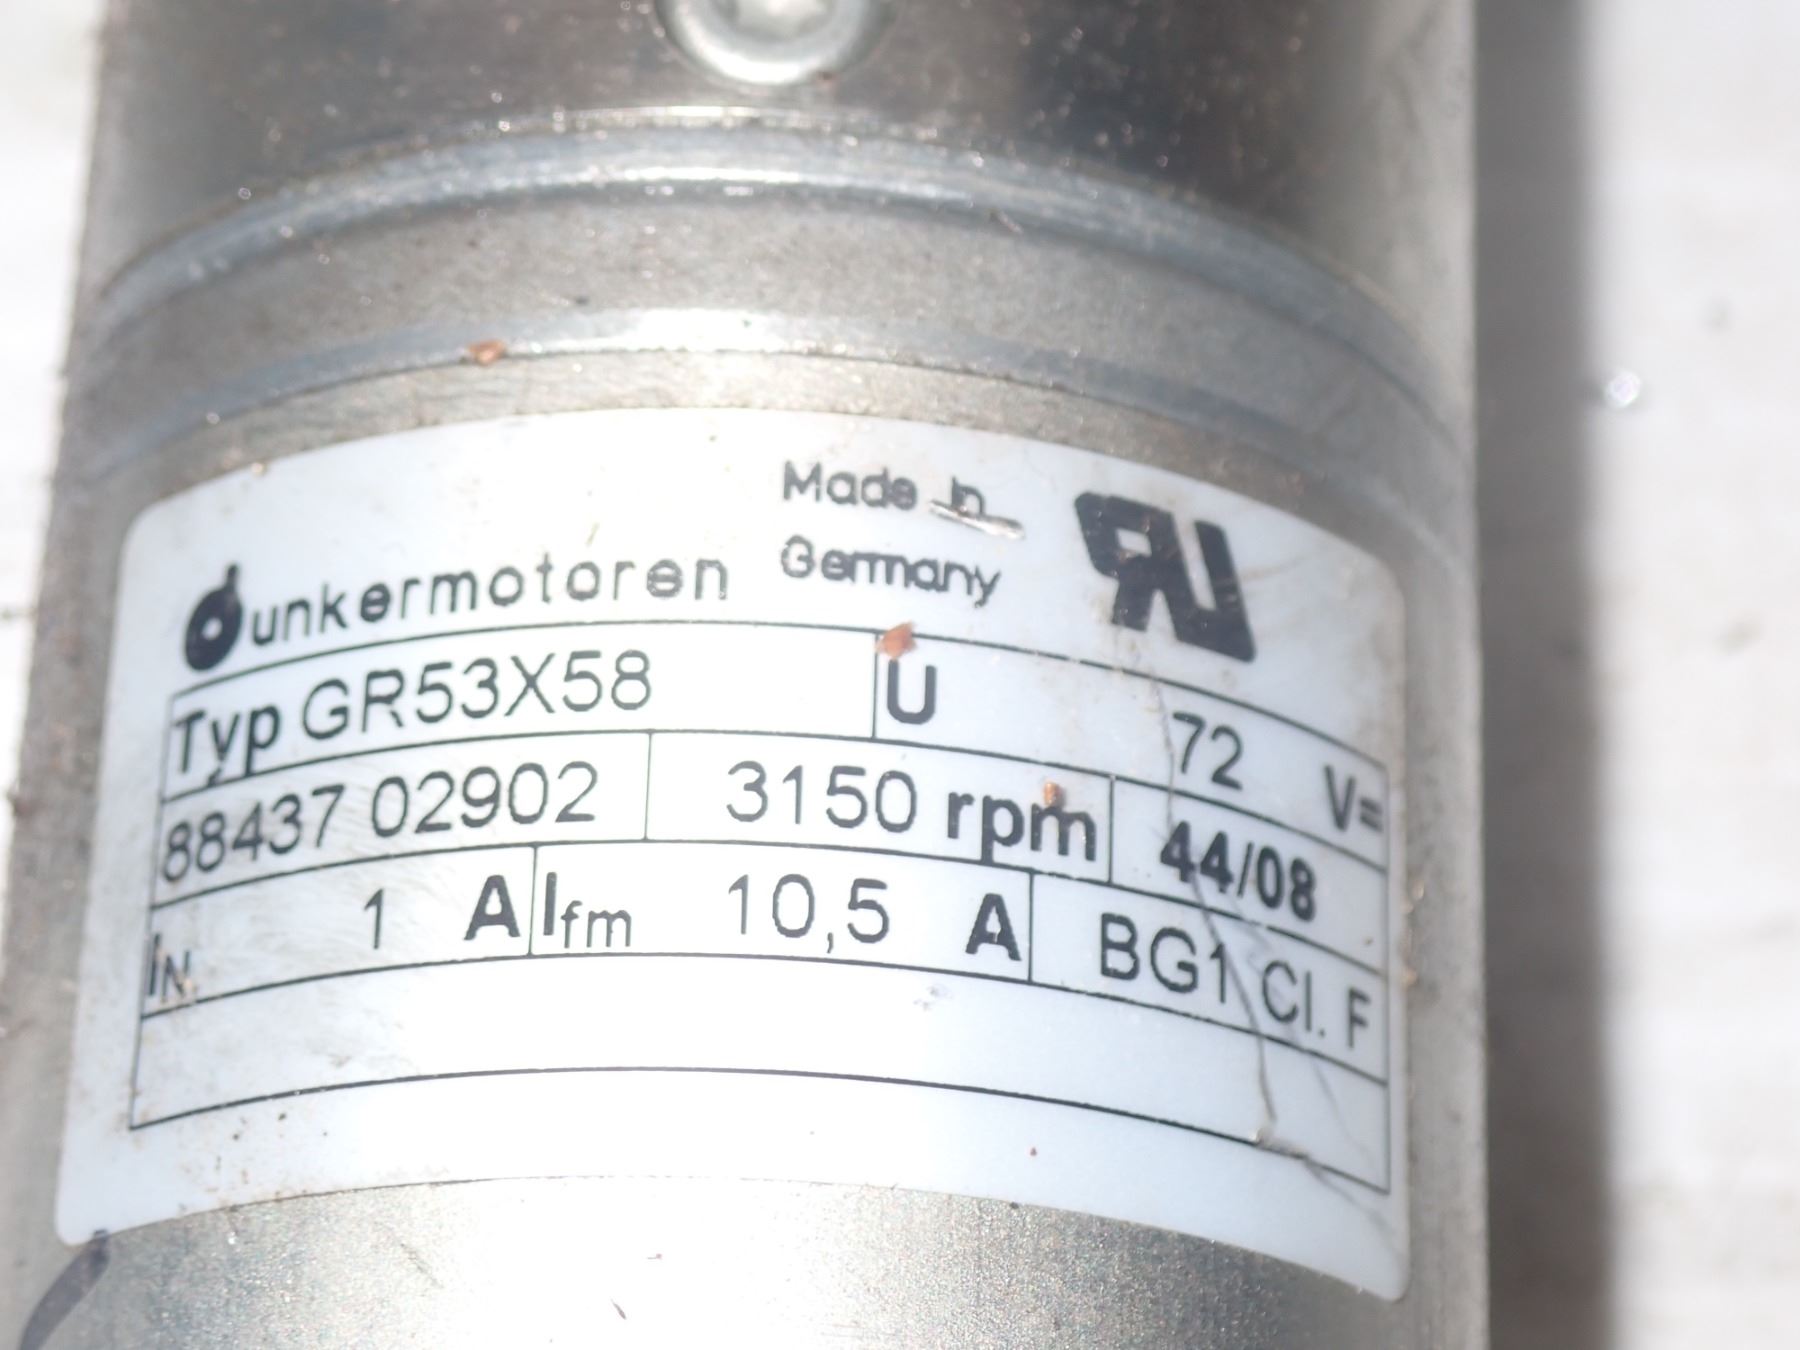 dunkermotoren
Made in
Germany
RU
Typ GR53X58 U 72 V=
88437 02902 3150 rpm 44/08
IN 1 A Ifm 10,5 A BG1 Cl. F